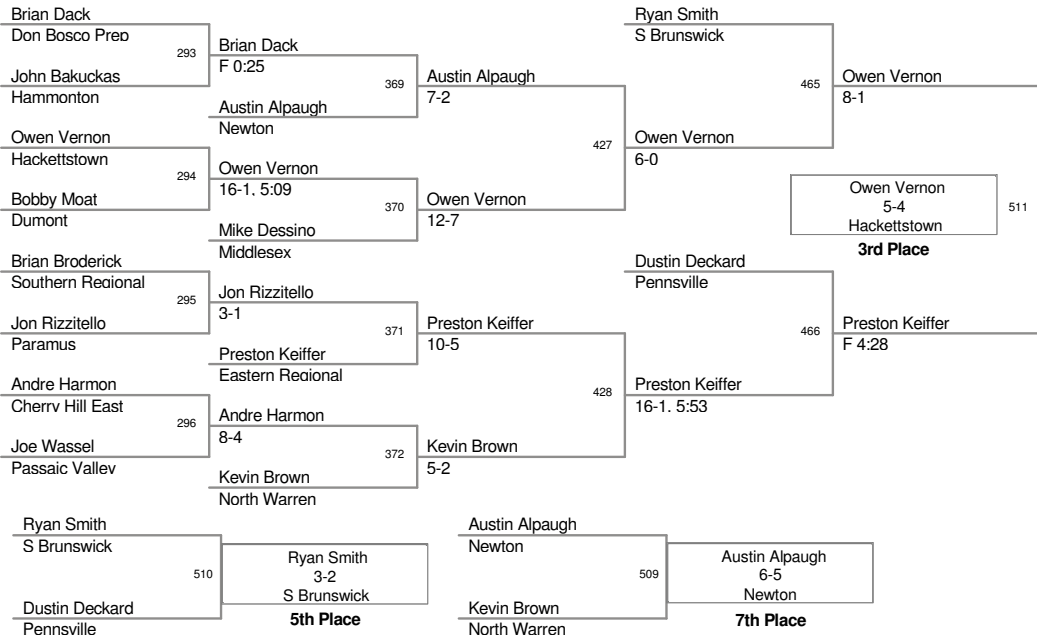 Brian Dack
Don Bosco Prep
293
John Bakuckas
Hammonton
Owen Vernon
Hackettstown
294
Bobby Moat
Dumont
Brian Broderick
Southern Regional
295
Jon Rizzitello
Paramus
Andre Harmon
Cherry Hill East
296
Joe Wassel
Passaic Valley
Brian Dack
F 0:25
369
Austin Alpaugh
Newton
Owen Vernon
16-1, 5:09
370
Mike Dessino
Middlesex
Jon Rizzitello
3-1
371
Preston Keiffer
Eastern Regional
Andre Harmon
8-4
372
Kevin Brown
North Warren
Austin Alpaugh
7-2
427
Owen Vernon
12-7
Preston Keiffer
10-5
428
Kevin Brown
5-2
Ryan Smith
S Brunswick
465
Owen Vernon
6-0
Dustin Deckard
Pennsville
466
Preston Keiffer
16-1, 5:53
Owen Vernon
8-1
Owen Vernon
5-4
Hackettstown
511
3rd Place
Preston Keiffer
F 4:28
Ryan Smith
S Brunswick
510
Dustin Deckard
Pennsville
Ryan Smith
3-2
S Brunswick
5th Place
Austin Alpaugh
Newton
509
Kevin Brown
North Warren
Austin Alpaugh
6-5
Newton
7th Place